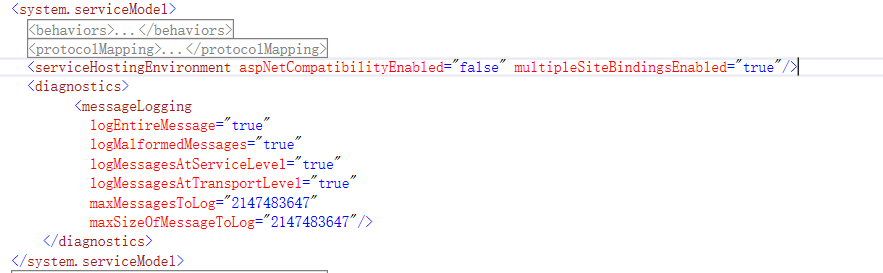 <system.serviceModel>
<behaviors>...</behaviors>
<protocolMapping>...</protocolMapping>
<serviceHostingEnvironment aspNetCompatibilityEnabled="false" multipleSiteBindingsEnabled="true"/>
<diagnostics>
<messageLogging
logEntireMessage="true"
logMalformedMessages="true"
logMessagesAtServiceLevel="true"
logMessagesAtTransportLevel="true"
maxMessagesToLog="2147483647"
maxSizeOfMessageToLog="2147483647"/>
</diagnostics>
</system.serviceModel>